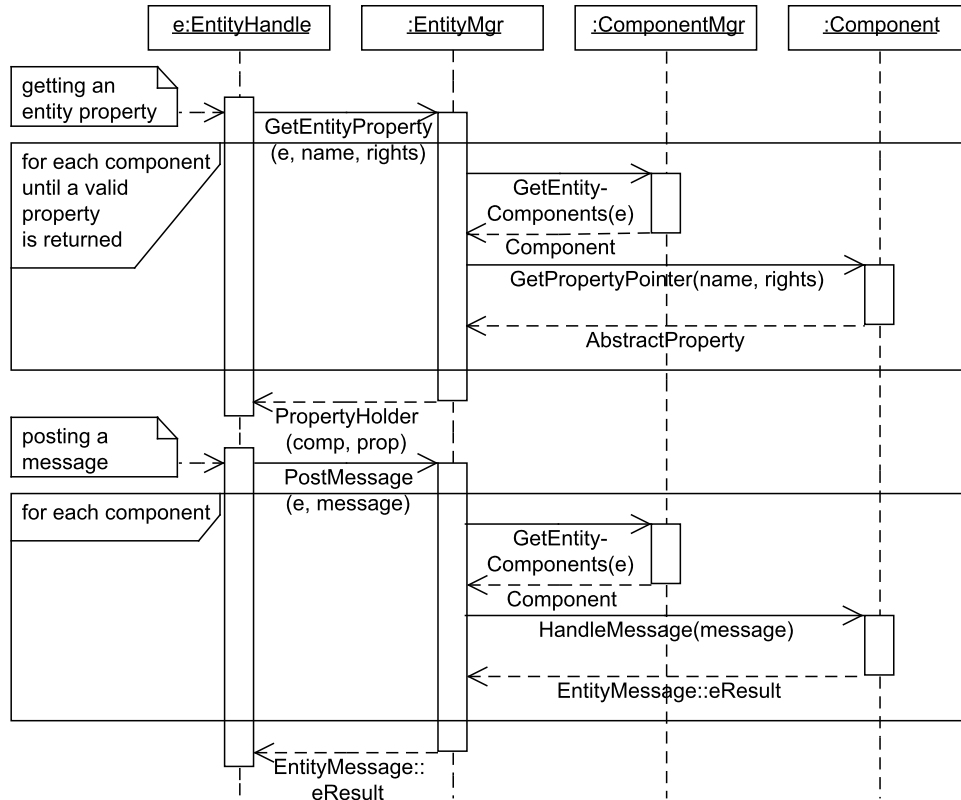 e:EntityHandle
:EntityMgr
:ComponentMgr
:Component
getting an
entity property
GetEntityProperty
(e, name, rights)
for each component
until a valid
property
is returned
GetEntity-
Components(e)
Component
GetPropertyPointer(name, rights)
AbstractProperty
PropertyHolder
(comp, prop)
posting a
message
PostMessage
(e, message)
for each component
GetEntity-
Components(e)
Component
HandleMessage(message)
EntityMessage::eResult
EntityMessage::
eResult